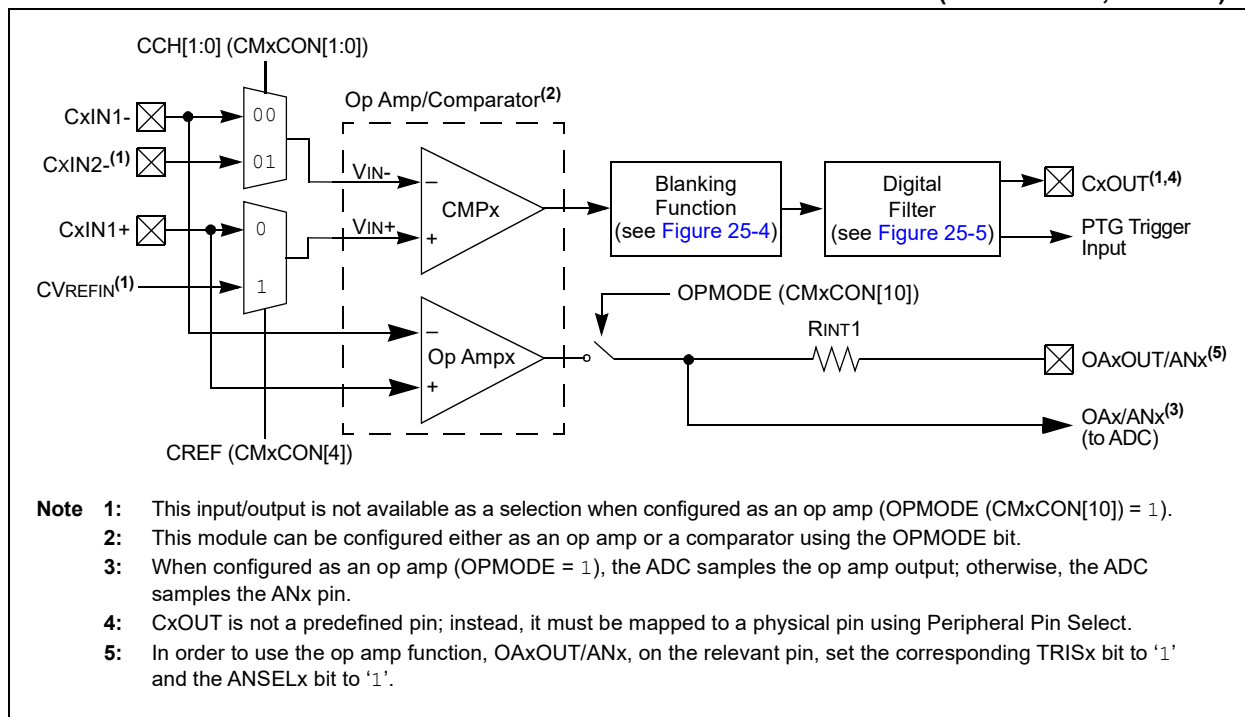 CCH[1:0] (CMxCON[1:0])
Op Amp/Comparator(2)
CxIN1-
00
CxIN2-(1)
01
VIN-
–
CMPx
Blanking
Function
(see Figure 25-4)
Digital
Filter
(see Figure 25-5)
CxOUT(1,4)
PTG Trigger
Input
CxIN1+
0
VIN+
+
CVREFIN(1)
1
OPMODE (CMxCON[10])
RINT1
–
Op Ampx
+
OAxOUT/ANx(5)
OAx/ANx(3)
(to ADC)
CREF (CMxCON[4])
Note 1: This input/output is not available as a selection when configured as an op amp (OPMODE (CMxCON[10]) = 1).
2: This module can be configured either as an op amp or a comparator using the OPMODE bit.
3: When configured as an op amp (OPMODE = 1), the ADC samples the op amp output; otherwise, the ADC
samples the ANx pin.
4: CxOUT is not a predefined pin; instead, it must be mapped to a physical pin using Peripheral Pin Select.
5: In order to use the op amp function, OAxOUT/ANx, on the relevant pin, set the corresponding TRISx bit to ‘1’
and the ANSELx bit to ‘1’.